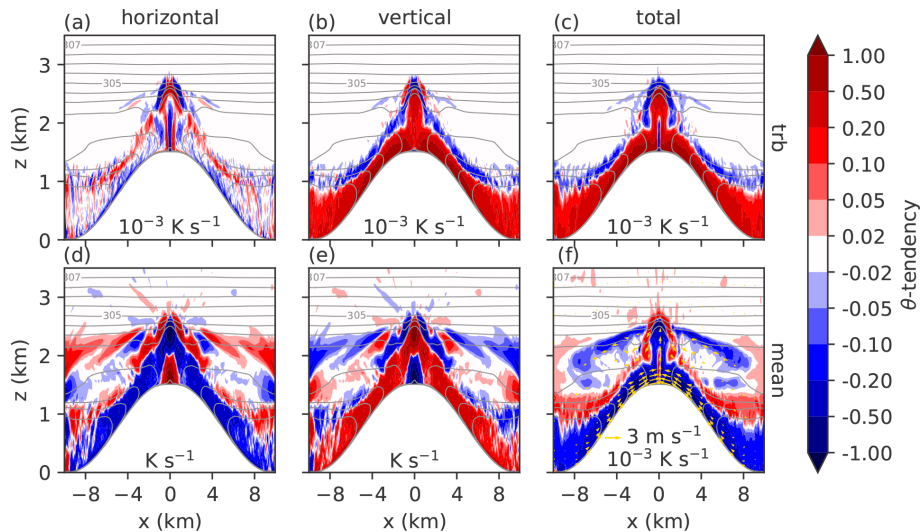 (a) horizontal
(b) vertical
(c) total
307
305
305
305
z (km)
3
2
1
0
10⁻³ K s⁻¹
10⁻³ K s⁻¹
10⁻³ K s⁻¹
trb
(d)
(e)
(f)
307
305
307
305
307
305
z (km)
3
2
1
0
K s⁻¹
K s⁻¹
3 m s⁻¹
10⁻³ K s⁻¹
mean
−8 −4 0 4 8
−8 −4 0 4 8
−8 −4 0 4 8
x (km)
x (km)
x (km)
1.00
0.50
0.20
0.10
0.05
0.02
-0.02
-0.05
-0.10
-0.20
-0.50
-1.00
θ-tendency